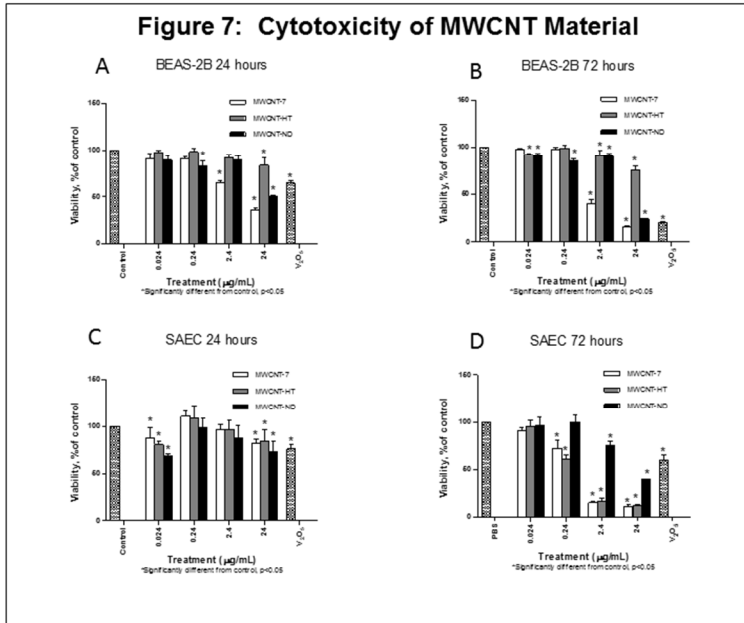 Figure 7: Cytotoxicity of MWCNT Material
A
BEAS-2B 24 hours
160
100
60
0
Viability, % of control
MWCNT-7
MWCNT-HT
MWCNT-ND
* * * * * *
Control
0.024
0.24
2.4
24
V2O5
Treatment (μg/mL)
*Significantly different from control, p<0.05
B
BEAS-2B 72 hours
160
100
60
0
Viability, % of control
MWCNT-7
MWCNT-HT
MWCNT-ND
* * * * * * * * * *
Control
0.024
0.24
2.4
24
V2O5
Treatment (μg/mL)
*Significantly different from control, p<0.05
C
SAEC 24 hours
160
100
60
0
Viability, % of control
MWCNT-7
MWCNT-HT
MWCNT-ND
* * * * * * *
Control
0.024
0.24
2.4
24
V2O5
Treatment (μg/mL)
*Significantly different from control, p<0.05
D
SAEC 72 hours
160
100
60
0
Viability, % of control
MWCNT-7
MWCNT-HT
MWCNT-ND
* * * * * * * * *
PBS
0.024
0.24
2.4
24
V2O5
Treatment (μg/mL)
*Significantly different from control, p<0.05